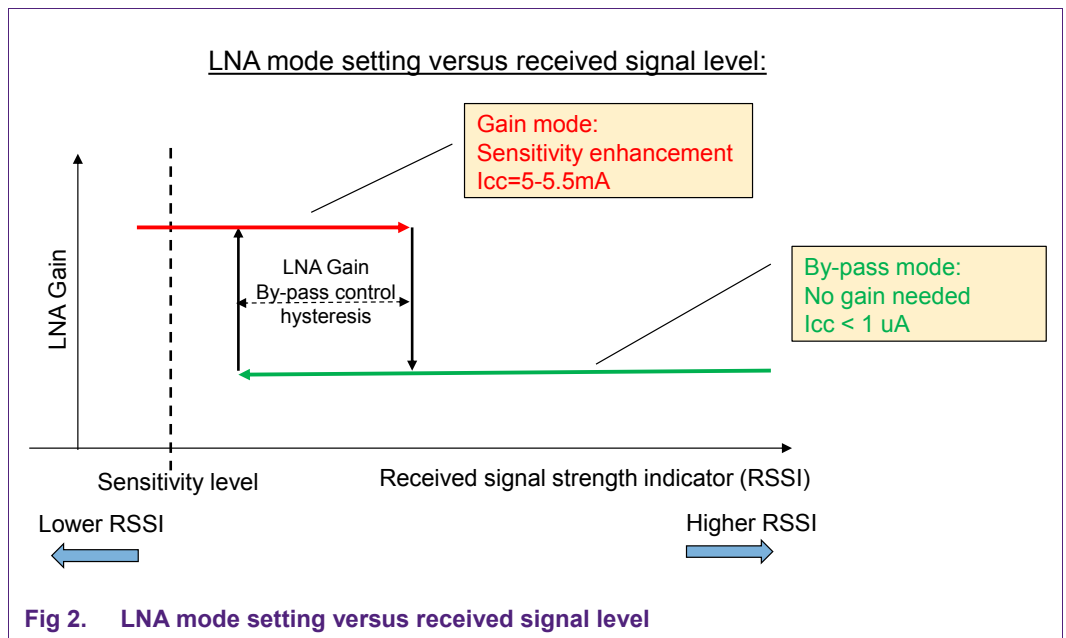 LNA mode setting versus received signal level:
Gain mode:
Sensitivity enhancement
Icc=5-5.5mA
LNA Gain
LNA Gain
By-pass control
hysteresis
By-pass mode:
No gain needed
Icc < 1 uA
Sensitivity level
Received signal strength indicator (RSSI)
Lower RSSI
Higher RSSI
Fig 2. LNA mode setting versus received signal level